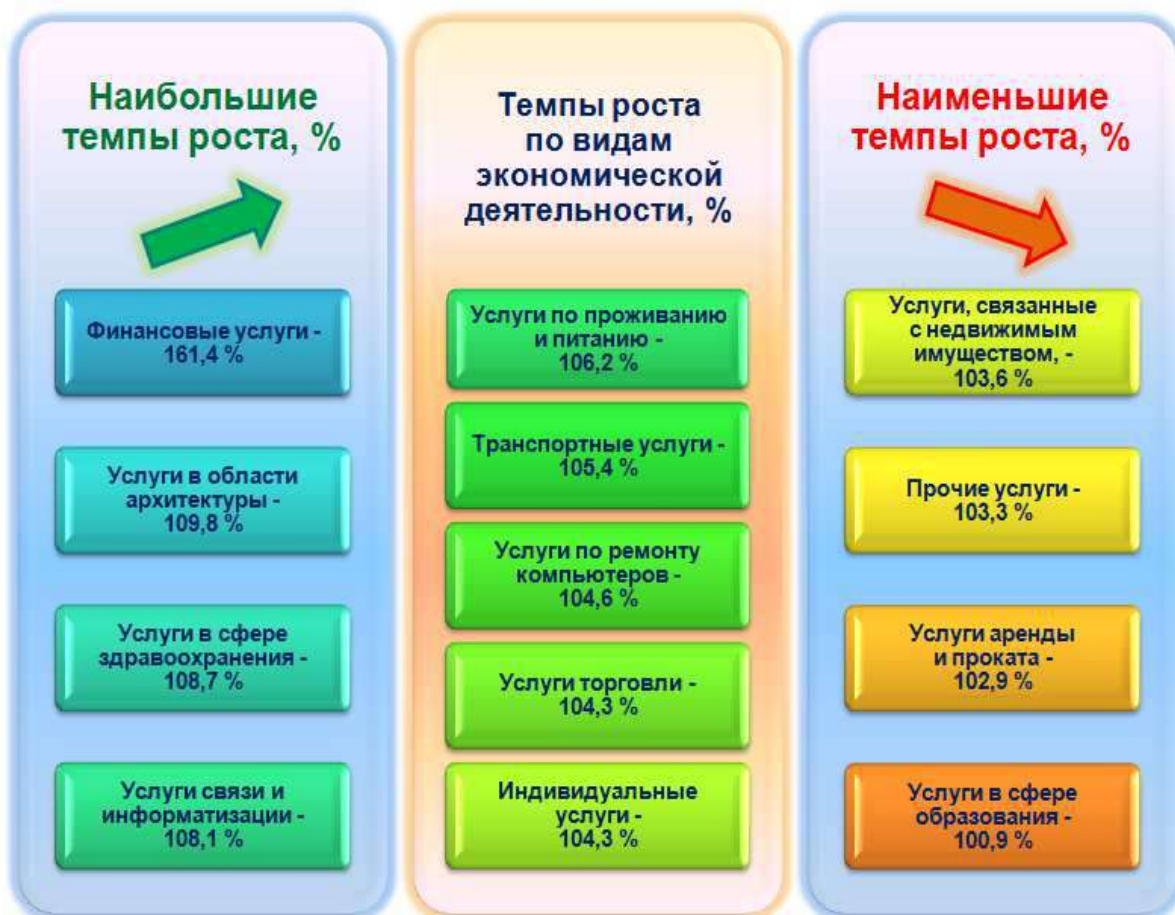 Наибольшие
темпы роста, %
Финансовые услуги -
161,4 %
Услуги в области
архитектуры -
109,8 %
Услуги в сфере
здравоохранения -
108,7 %
Услуги связи и
информатизации -
108,1 %
Темпы роста
по видам
экономической
деятельности, %
Услуги по проживанию
и питанию -
106,2 %
Транспортные услуги -
105,4 %
Услуги по ремонту
компьютеров -
104,6 %
Услуги торговли -
104,3 %
Индивидуальные
услуги -
104,3 %
Наименьшие
темпы роста, %
Услуги, связанные
с недвижимым
имуществом, -
103,6 %
Прочие услуги -
103,3 %
Услуги аренды
и проката -
102,9 %
Услуги в сфере
образования -
100,9 %